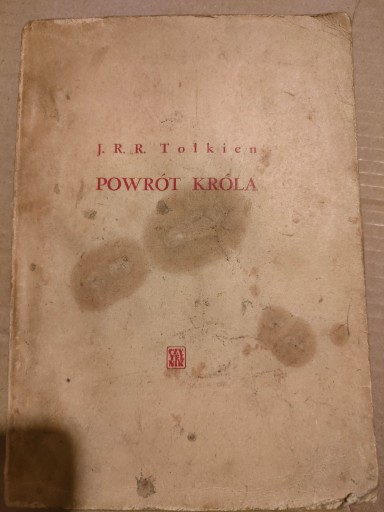 J. R. R. Tolkien
POWRÓT KRÓLA
CZY
TEL
NIK